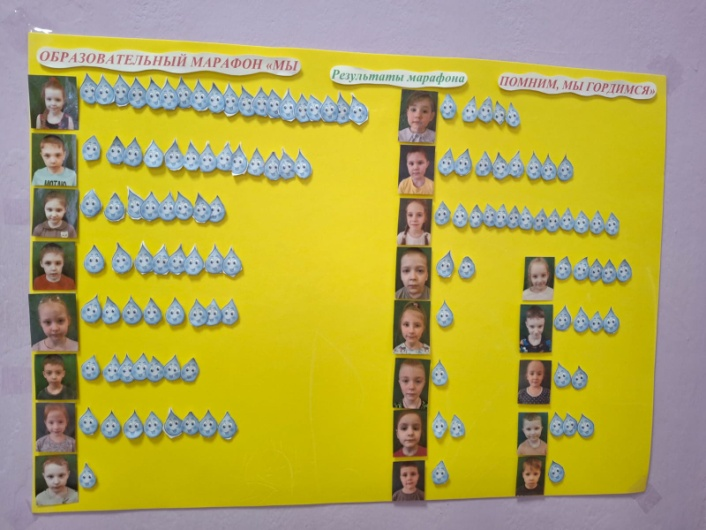 ОБРАЗОВАТЕЛЬНЫЙ МАРАФОН «МЫ
Результаты марафона
ПОМНИМ, МЫ ГОРДИМСЯ»